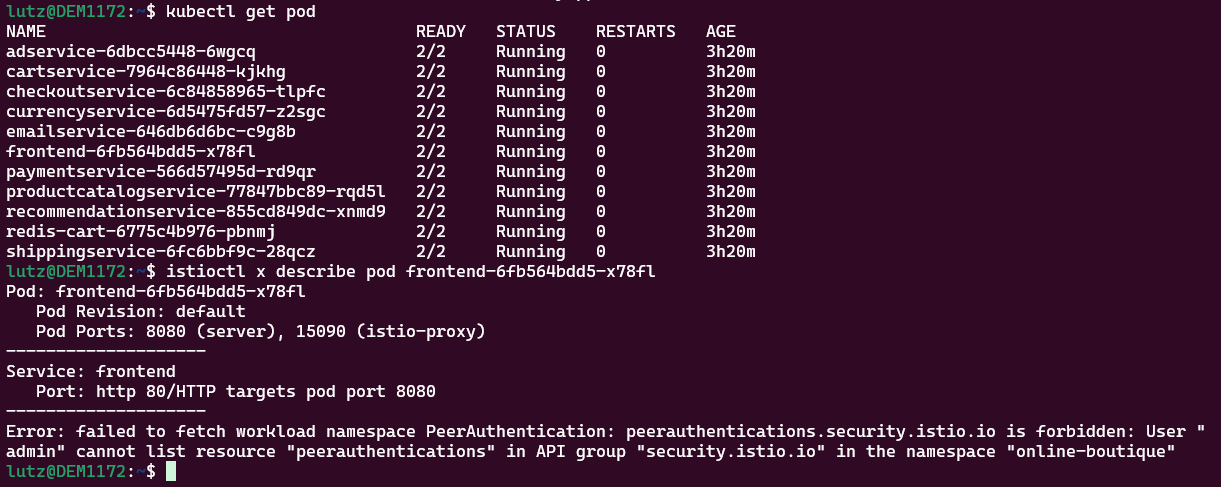 lutz@DEM1172:~$ kubectl get pod
NAME READY STATUS RESTARTS AGE
adservice-6dbcc5448-6wgcq 2/2 Running 0 3h20m
cartservice-7964c86448-kjkhg 2/2 Running 0 3h20m
checkoutservice-6c84858965-tlpfc 2/2 Running 0 3h20m
currencyservice-6d5475fd57-z2sgc 2/2 Running 0 3h20m
emailservice-646db6d6bc-c9g8b 2/2 Running 0 3h20m
frontend-6fb564bdd5-x78fl 2/2 Running 0 3h20m
paymentservice-566d57495d-rd9qr 2/2 Running 0 3h20m
productcatalogservice-77847bbc89-rqd5l 2/2 Running 0 3h20m
recommendationservice-855cd849dc-xnmd9 2/2 Running 0 3h20m
redis-cart-6775c4b976-pbnmj 2/2 Running 0 3h20m
shippingservice-6fc6bbf9c-28qcz 2/2 Running 0 3h20m
lutz@DEM1172:~$ istioctl x describe pod frontend-6fb564bdd5-x78fl
Pod: frontend-6fb564bdd5-x78fl
Pod Revision: default
Pod Ports: 8080 (server), 15090 (istio-proxy)
--------------------
Service: frontend
Port: http 80/HTTP targets pod port 8080
--------------------
Error: failed to fetch workload namespace PeerAuthentication: peerauthentications.security.istio.io is forbidden: User "
admin" cannot list resource "peerauthentications" in API group "security.istio.io" in the namespace "online-boutique"
lutz@DEM1172:~$